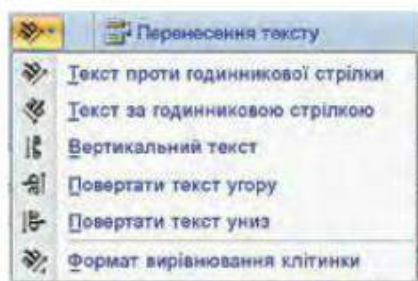 Перенесення тексту
Текст проти годинникової стрілки
Текст за годинниковою стрілкою
Вертикальний текст
Повертати текст угору
Повертати текст униз
Формат вирівнювання клітинки